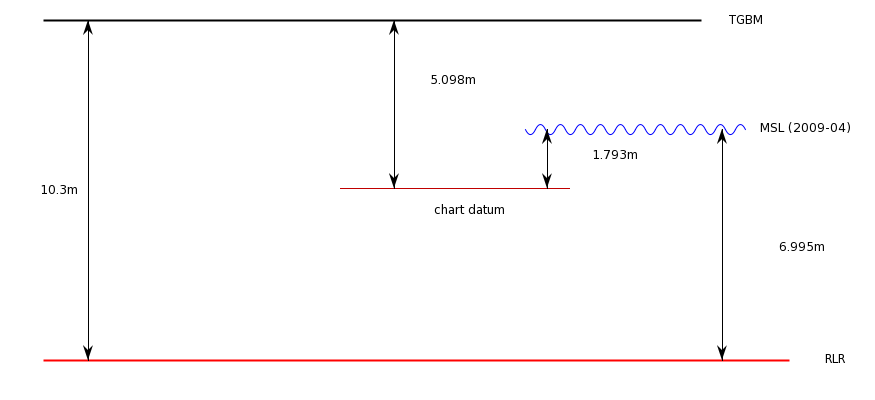 TGBM
5.098m
MSL (2009-04)
1.793m
10.3m
chart datum
6.995m
RLR